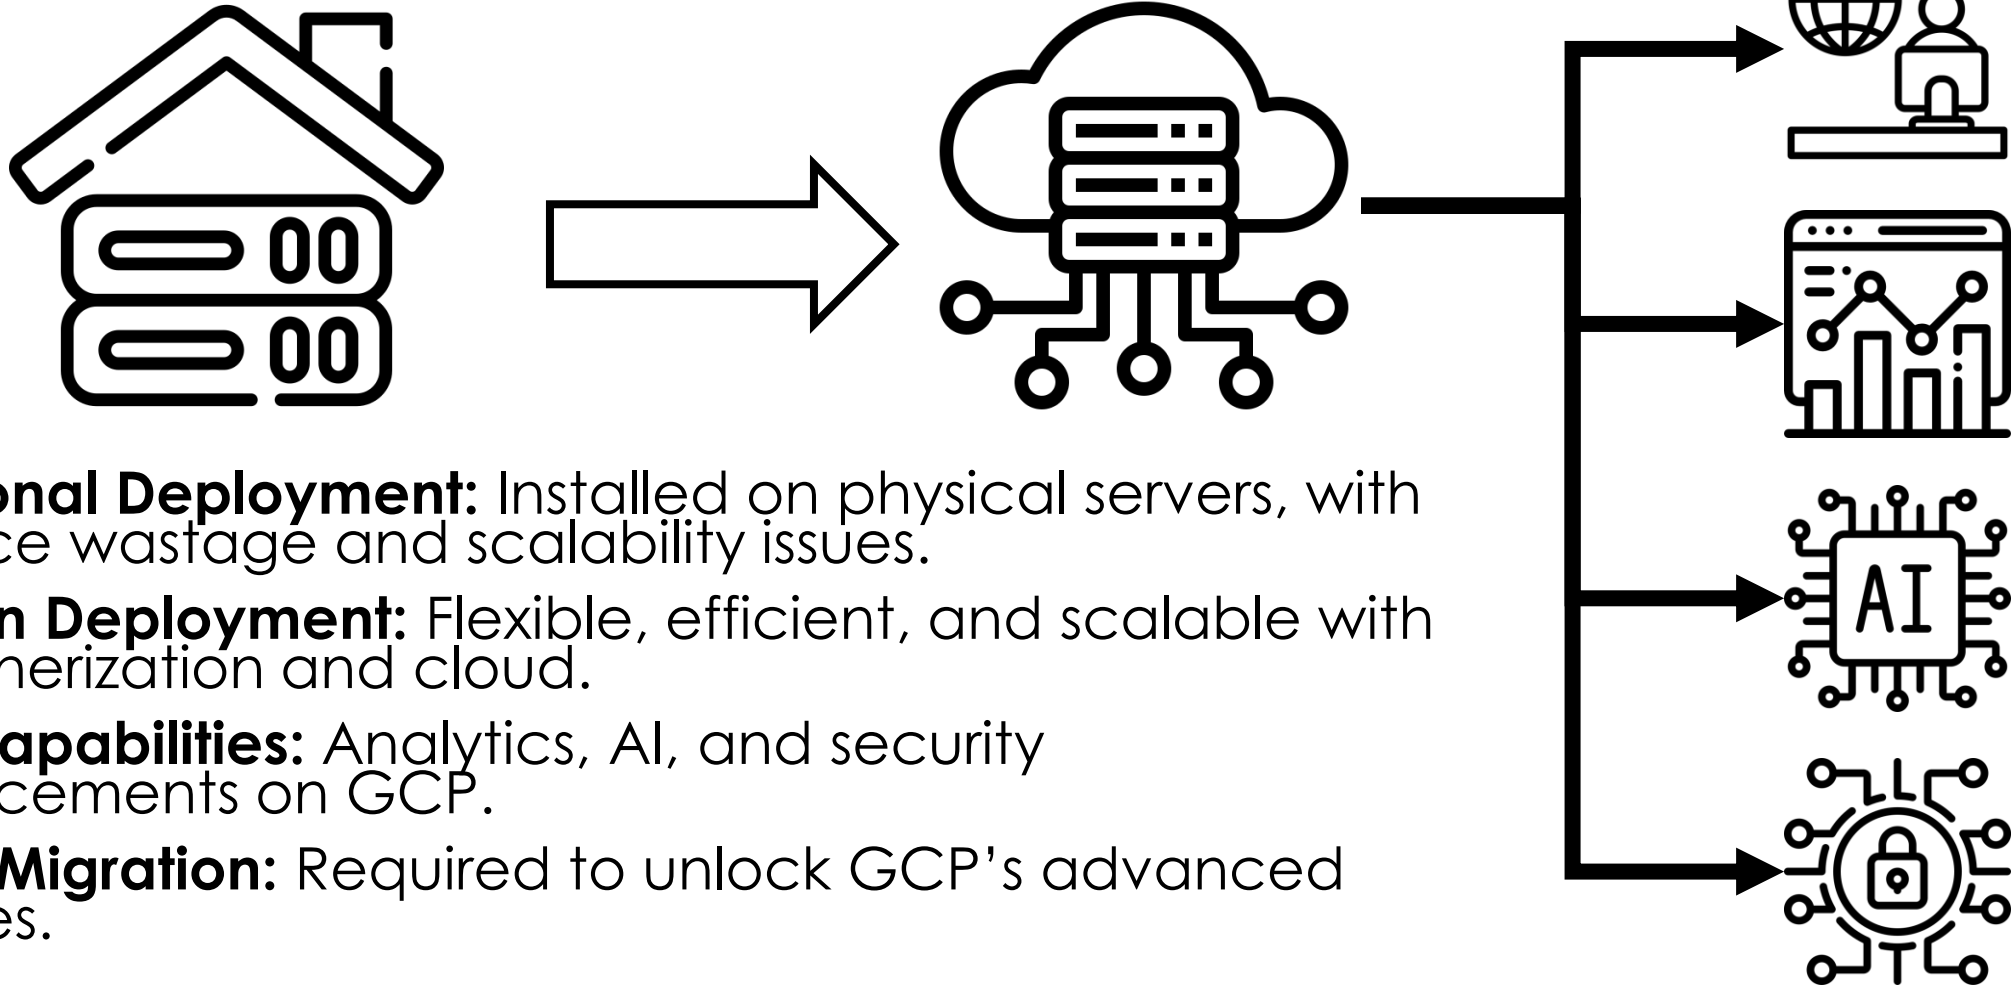 AI
onal Deployment: Installed on physical servers, with
ce wastage and scalability issues.
n Deployment: Flexible, efficient, and scalable with
nerization and cloud.
apabilities: Analytics, AI, and security
cements on GCP.
Migration: Required to unlock GCP’s advanced
es.